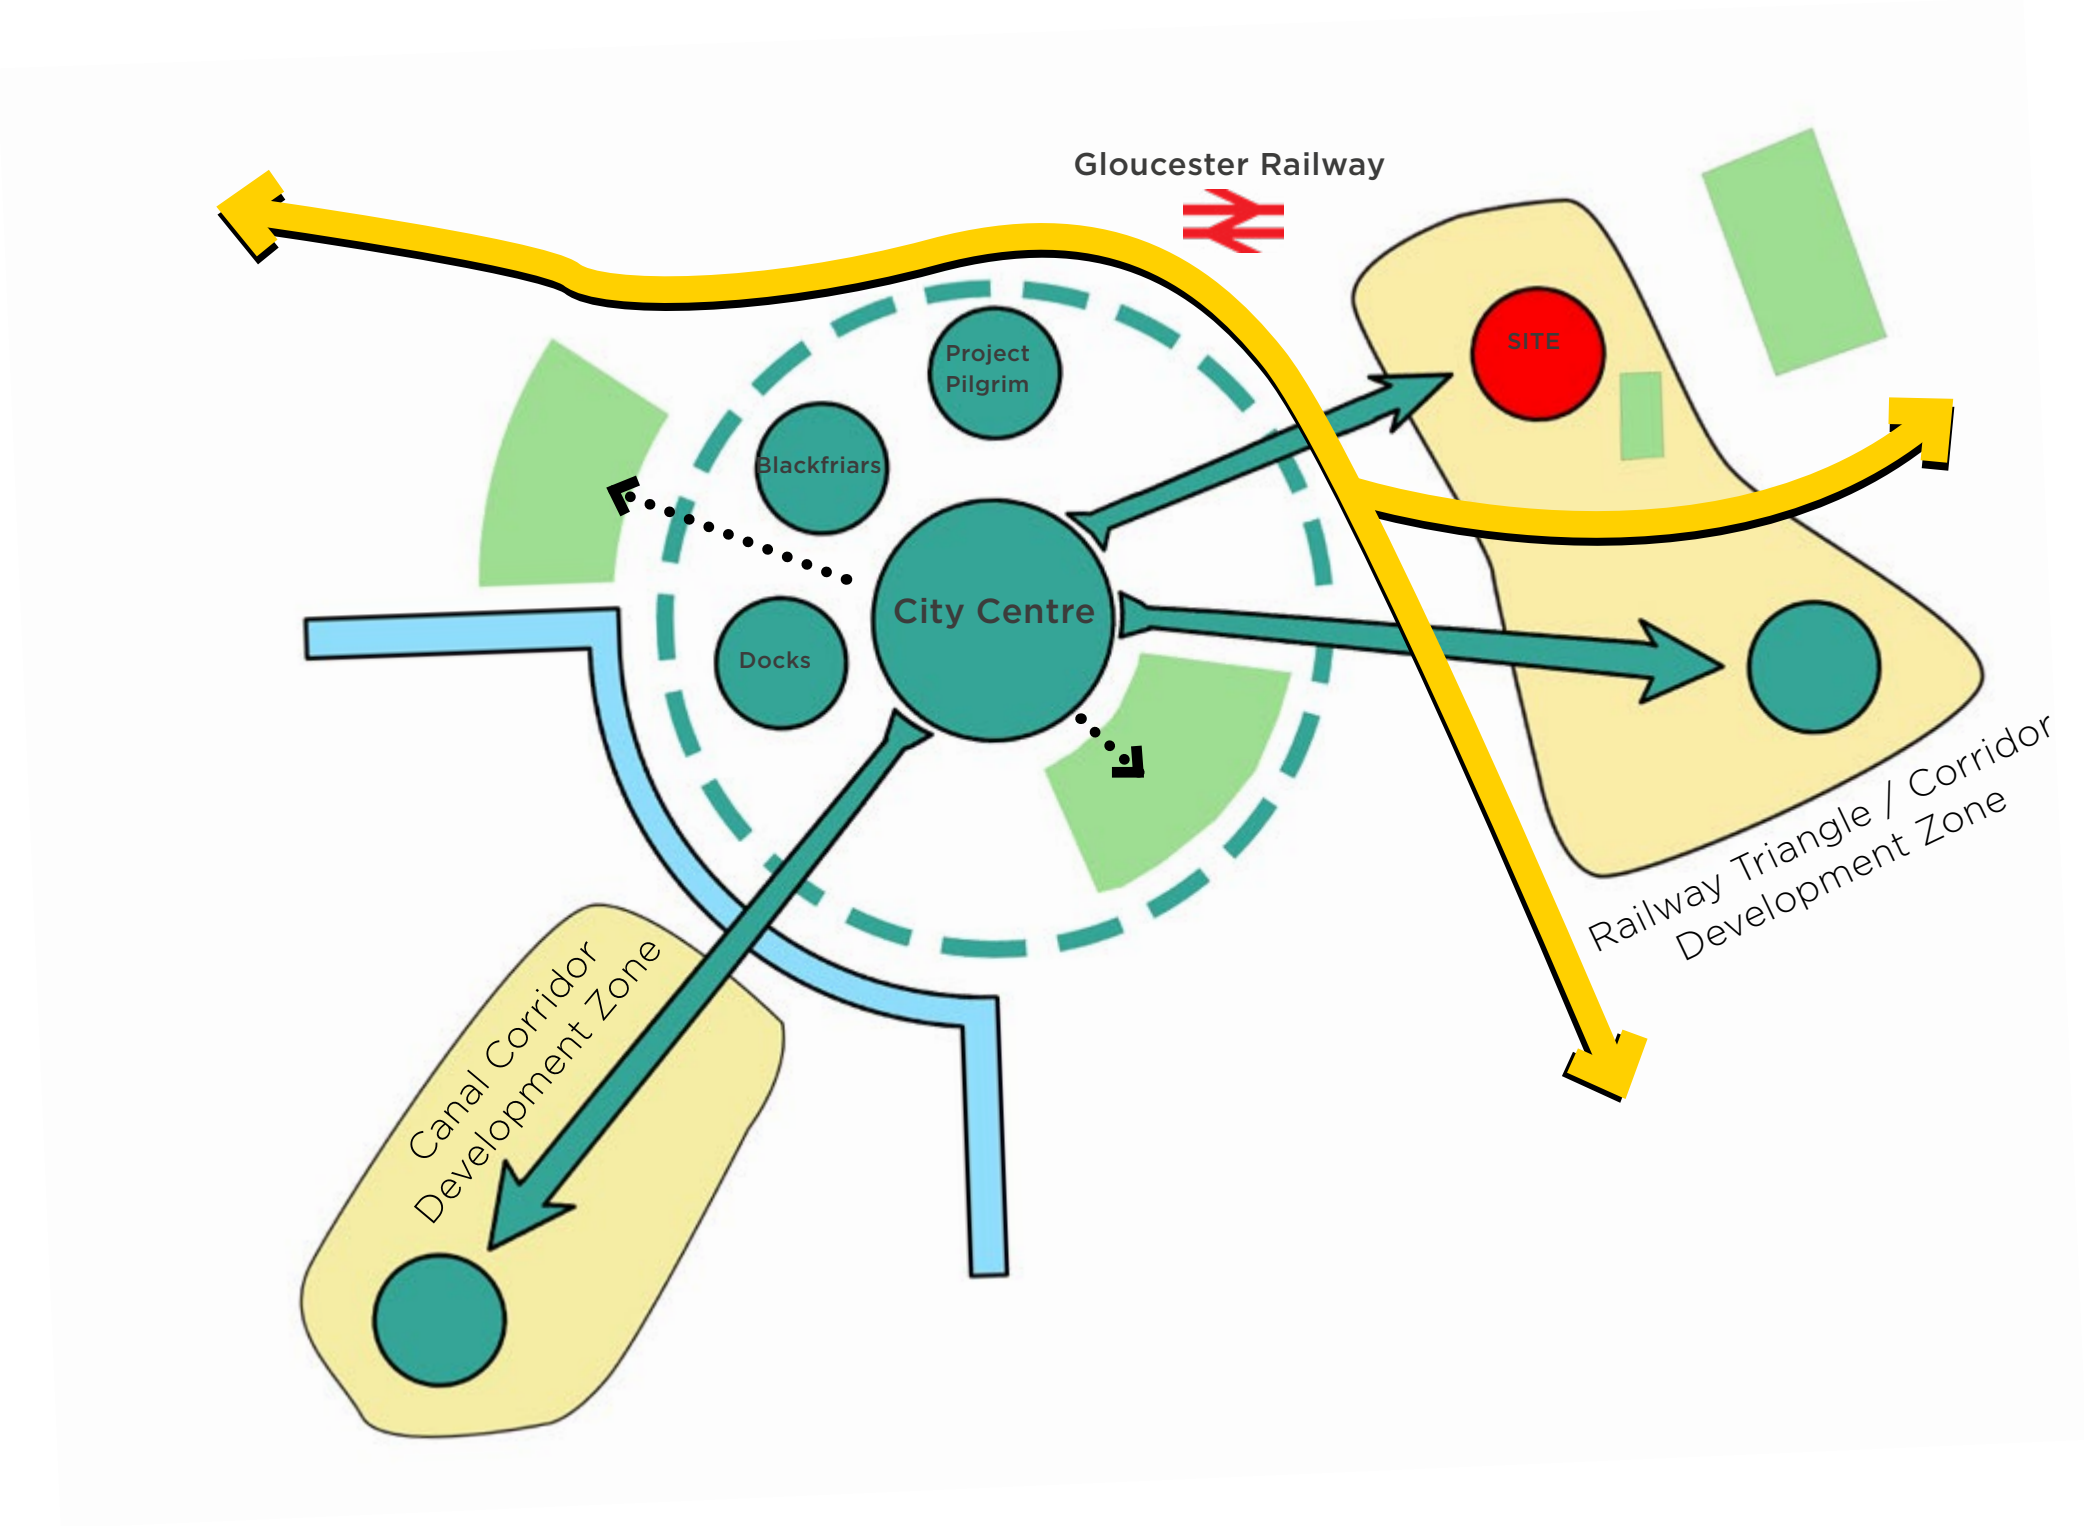 Gloucester Railway
SITE
Project
Pilgrim
Blackfriars
City Centre
Docks
Railway Triangle / Corridor
Development Zone
Canal Corridor
Development Zone